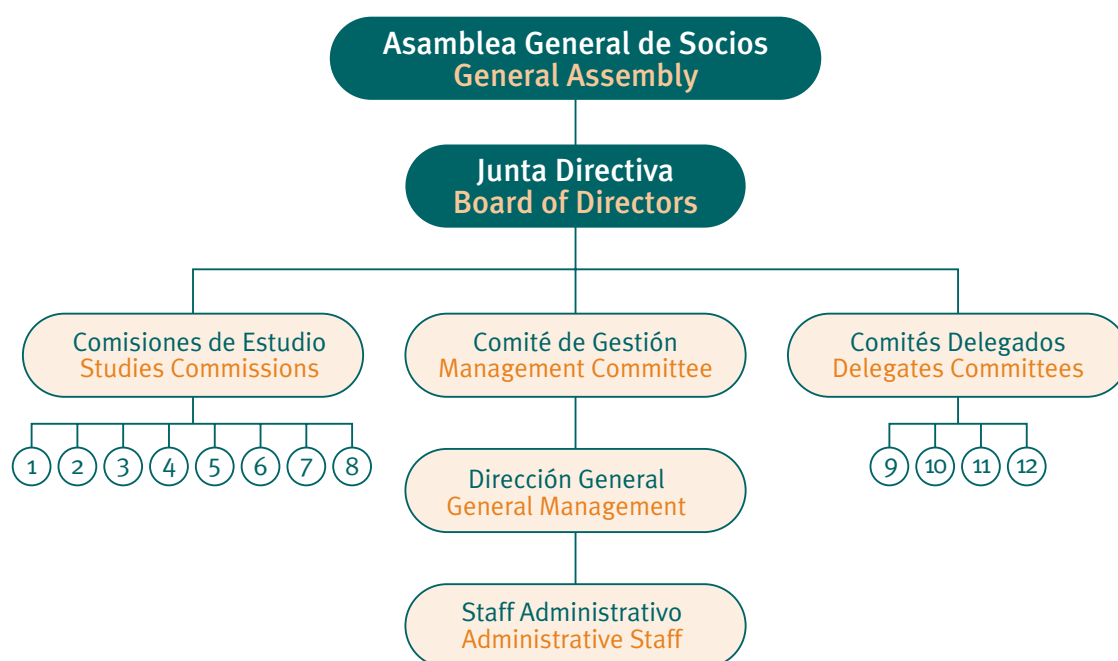 Asamblea General de Socios
General Assembly
Junta Directiva
Board of Directors
Comisiones de Estudio
Studies Commissions
Comité de Gestión
Management Committee
Comités Delegados
Delegates Committees
1 2 3 4 5 6 7 8
9 10 11 12
Dirección General
General Management
Staff Administrativo
Administrative Staff